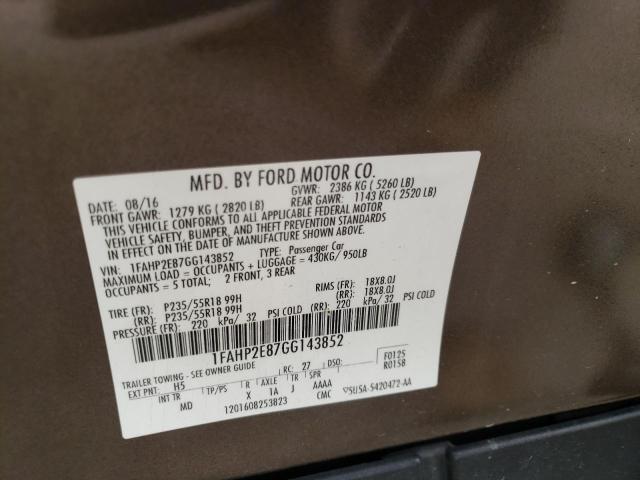 MFD. BY FORD MOTOR CO.
DATE: 08/16 GVWR: 2386 KG ( 5260 LB)
FRONT GAWR: 1279 KG ( 2820 LB) REAR GAWR: 1143 KG ( 2520 LB)
THIS VEHICLE CONFORMS TO ALL APPLICABLE FEDERAL MOTOR
VEHICLE SAFETY, BUMPER, AND THEFT PREVENTION STANDARDS
IN EFFECT ON THE DATE OF MANUFACTURE SHOWN ABOVE.
VIN: 1FAHP2E87GG143852 TYPE: Passenger Car
MAXIMUM LOAD = OCCUPANTS + LUGGAGE = 430KG/ 950LB
OCCUPANTS = 5 TOTAL; 2 FRONT, 3 REAR
TIRE (FR): P235/55R18 99H RIMS (FR): 18X8.0J
(RR): P235/55R18 99H (RR): 18X8.0J
PRESSURE (FR): 220 kPa/ 32 PSI COLD (RR): 220 kPa/ 32 PSI COLD
1FAHP2E87GG143852
TRAILER TOWING - SEE OWNER GUIDE
EXT PNT: H5 RC: 27 DSO: F0125
R0158
INT TR TP/PS R AXLE TR SPR
MD X 1A J AAAA
CMC 5U5A-5420472-AA
1201608253823